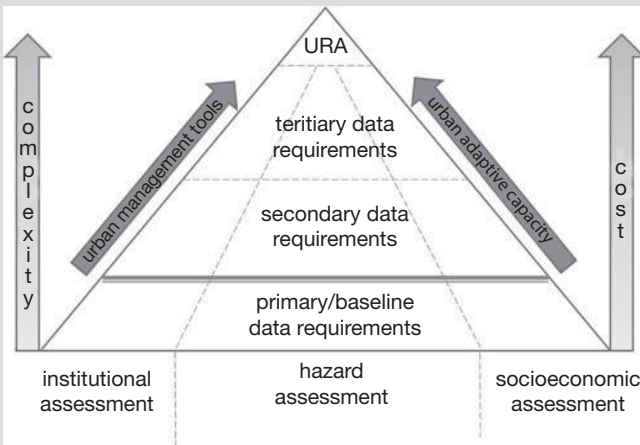 URA
complexity
urban management tools
urban adaptive capacity
cost
teritiary data
requirements
secondary data
requirements
primary/baseline
data requirements
institutional
assessment
hazard
assessment
socioeconomic
assessment